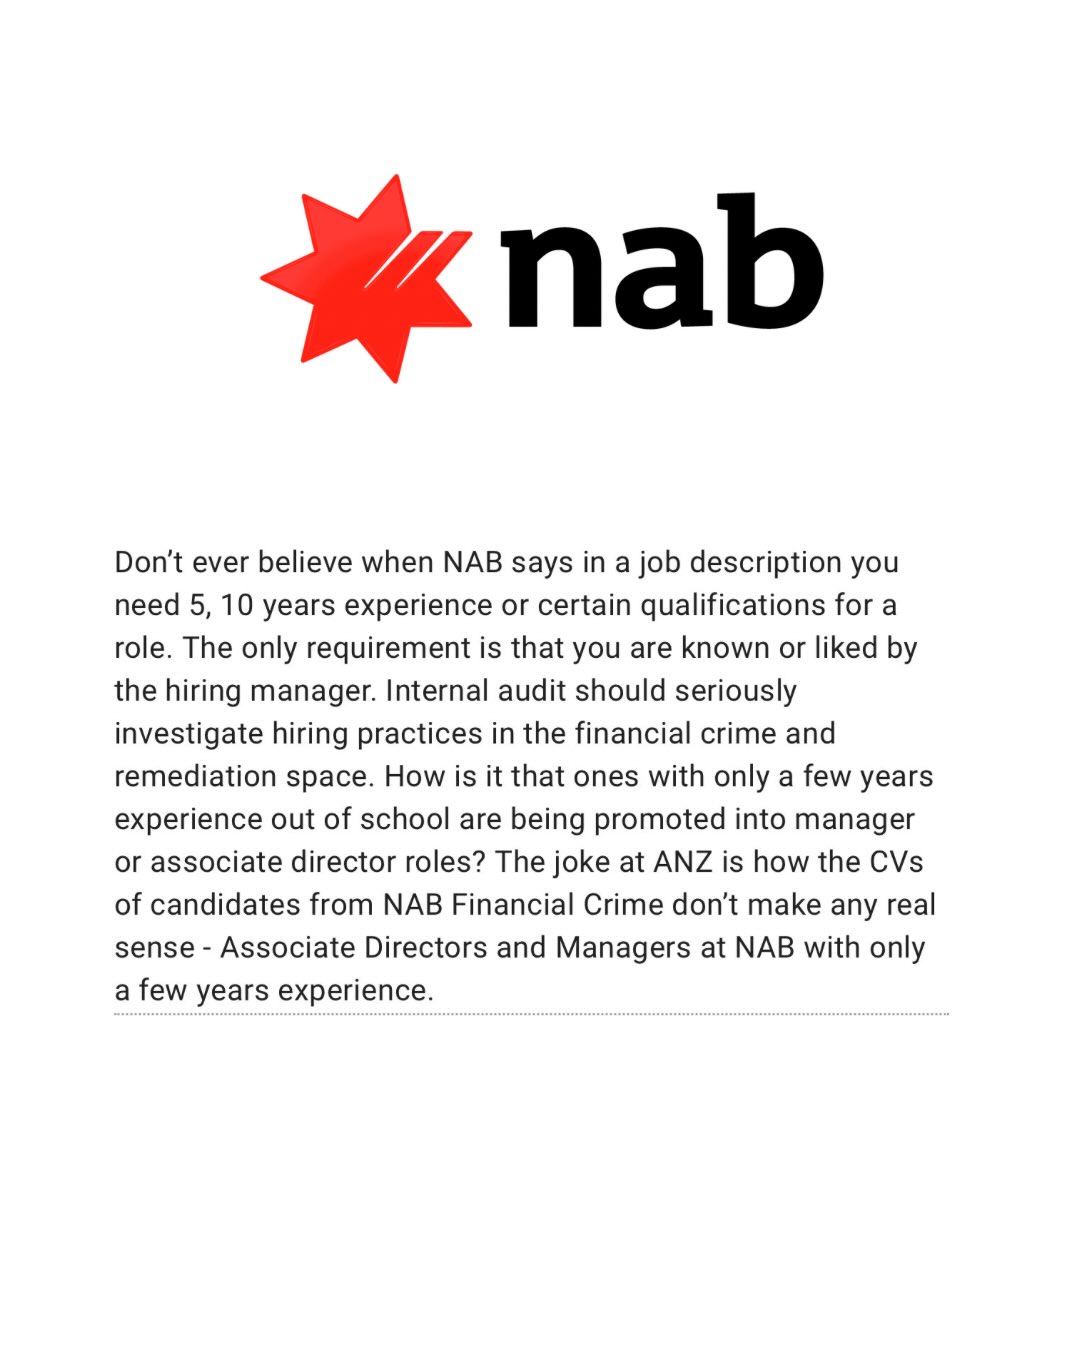 nab
Don’t ever believe when NAB says in a job description you
need 5, 10 years experience or certain qualifications for a
role. The only requirement is that you are known or liked by
the hiring manager. Internal audit should seriously
investigate hiring practices in the financial crime and
remediation space. How is it that ones with only a few years
experience out of school are being promoted into manager
or associate director roles? The joke at ANZ is how the CVs
of candidates from NAB Financial Crime don’t make any real
sense - Associate Directors and Managers at NAB with only
a few years experience.